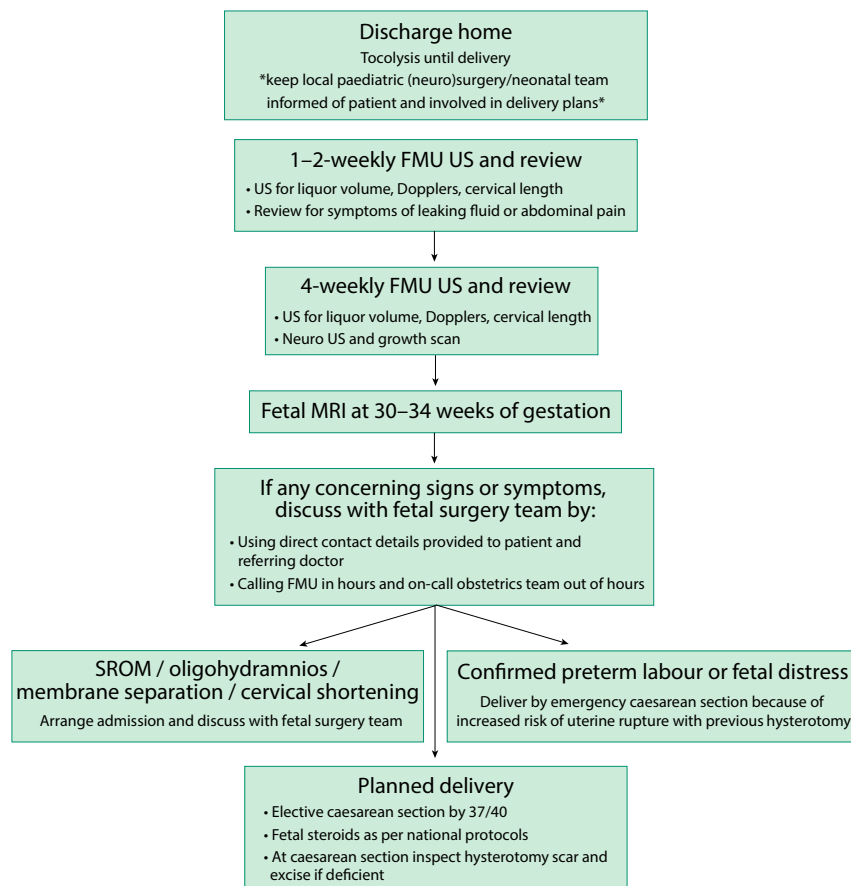 Discharge home
Tocolysis until delivery
*keep local paediatric (neuro)surgery/neonatal team
informed of patient and involved in delivery plans*
1–2-weekly FMU US and review
• US for liquor volume, Dopplers, cervical length
• Review for symptoms of leaking fluid or abdominal pain
4-weekly FMU US and review
• US for liquor volume, Dopplers, cervical length
• Neuro US and growth scan
Fetal MRI at 30–34 weeks of gestation
If any concerning signs or symptoms,
discuss with fetal surgery team by:
• Using direct contact details provided to patient and
referring doctor
• Calling FMU in hours and on-call obstetrics team out of hours
SROM / oligohydramnios /
membrane separation / cervical shortening
Arrange admission and discuss with fetal surgery team
Confirmed preterm labour or fetal distress
Deliver by emergency caesarean section because of
increased risk of uterine rupture with previous hysterotomy
Planned delivery
• Elective caesarean section by 37/40
• Fetal steroids as per national protocols
• At caesarean section inspect hysterotomy scar and
excise if deficient